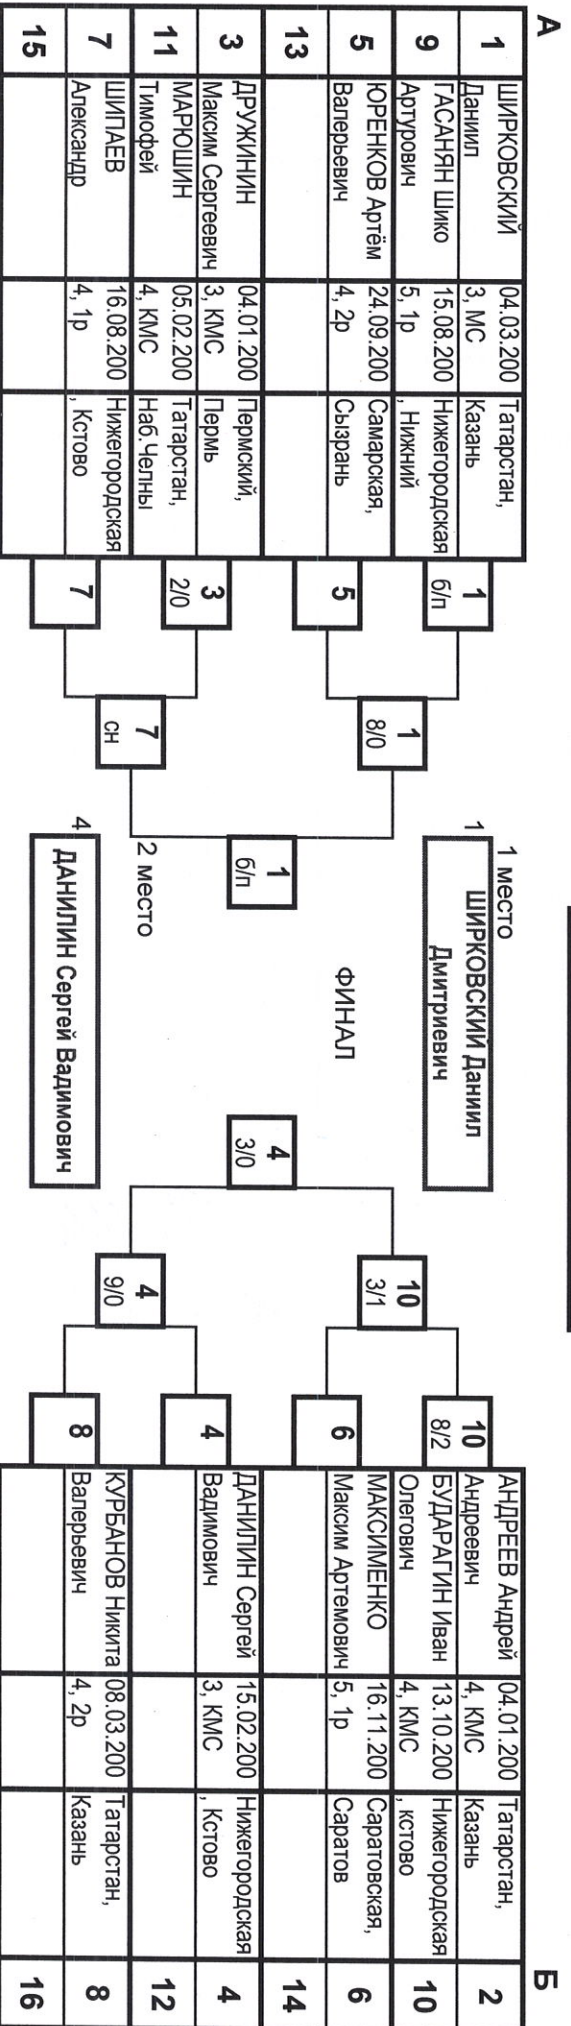 А
1
ШИРКОВСКИЙ
Даниил
04.03.200
3, МС
Татарстан,
Казань
9
ГАСАНЯН Шико
Артурович
15.08.200
5, 1р
Нижегородская
, Нижний
5
ЮРЕНКОВ Артём
Валерьевич
24.09.200
4, 2р
Самарская,
Сызрань
13
3
ДРУЖИНИН
Максим Сергеевич
04.01.200
3, КМС
Пермский,
Пермь
11
МАРЮШИН
Тимофей
05.02.200
4, КМС
Татарстан,
Наб.Челны
7
ШИПАЕВ
Александр
16.08.200
4, 1р
Нижегородская
, Кстово
15
1
б/п
5
3
2/0
7
1
8/0
7
сн
1
б/п
1 место
1
ШИРКОВСКИЙ Даниил
Дмитриевич
ФИНАЛ
2 место
4
ДАНИЛИН Сергей Вадимович
4
3/0
10
3/1
4
9/0
10
8/2
6
4
8
Б
АНДРЕЕВ Андрей
Андреевич
04.01.200
4, КМС
Татарстан,
Казань
2
БУДАРАГИН Иван
Олегович
13.10.200
4, КМС
Нижегородская
, кстово
10
МАКСИМЕНКО
Максим Артемович
16.11.200
5, 1р
Саратовская,
Саратов
6
14
ДАНИЛИН Сергей
Вадимович
15.02.200
3, КМС
Нижегородская
, Кстово
4
12
КУРБАНОВ Никита
Валерьевич
08.03.200
4, 2р
Татарстан,
Казань
8
16